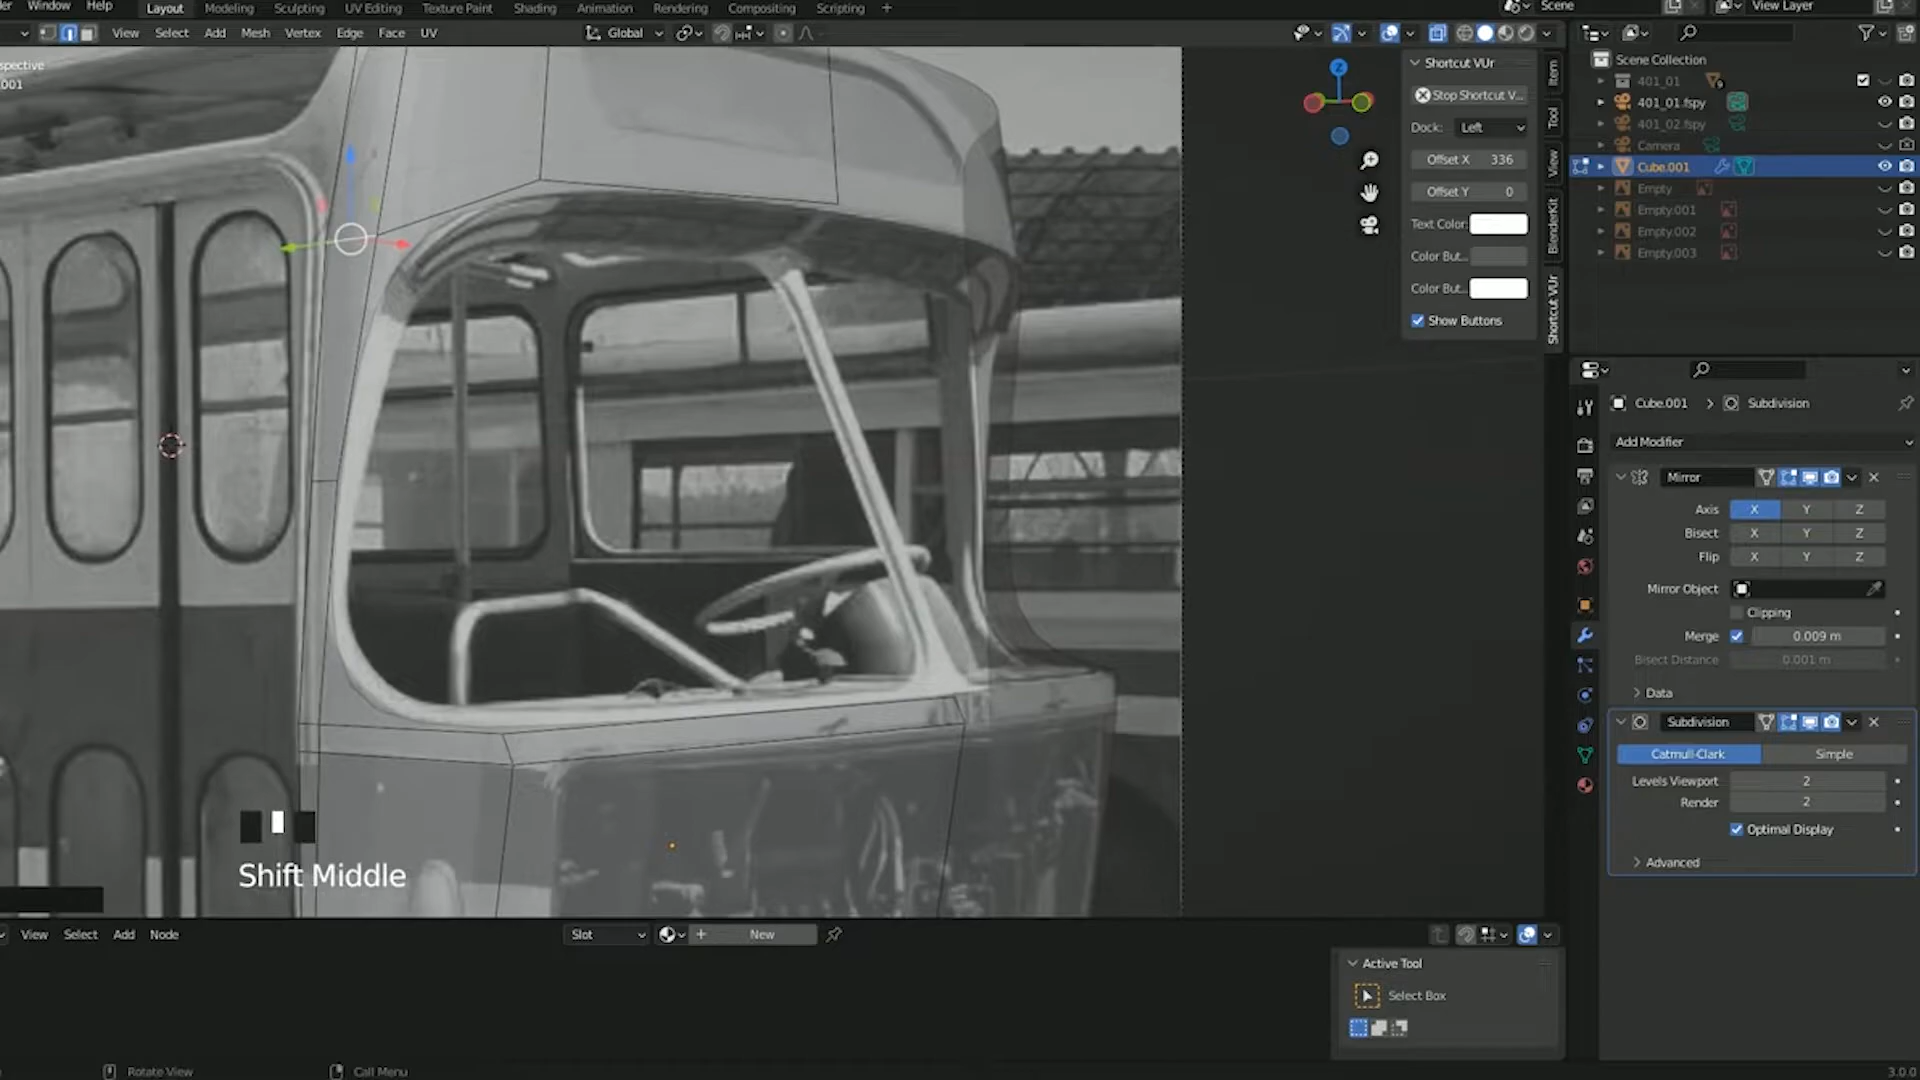 Window Help Layout Modeling Sculpting UV Editing Texture Paint Shading Animation Rendering Compositing Scripting + Scene View Layer
View Select Add Mesh Vertex Edge Face UV Global
spective
001
Shortcut VUr
Stop Shortcut V...
Dock: Left
Offset X 336
Offset Y 0
Text Color:
Color But...
Color But...
Show Buttons
Item
Tool
View
BlenderKit
Shortcut VUr
Z
Scene Collection
401_01
401_01.fspy
401_02.fspy
Camera
Cube.001
Empty
Empty.001
Empty.002
Empty.003
Cube.001 > Subdivision
Add Modifier
Mirror
Axis X Y Z
Bisect X Y Z
Flip X Y Z
Mirror Object
Clipping
Merge 0.009 m
Bisect Distance 0.001 m
Data
Subdivision
Catmull-Clark Simple
Levels Viewport 2
Render 2
Optimal Display
Advanced
Shift Middle
View Select Add Node Slot New
Active Tool
Select Box
Rotate View Call Menu 3.0.0